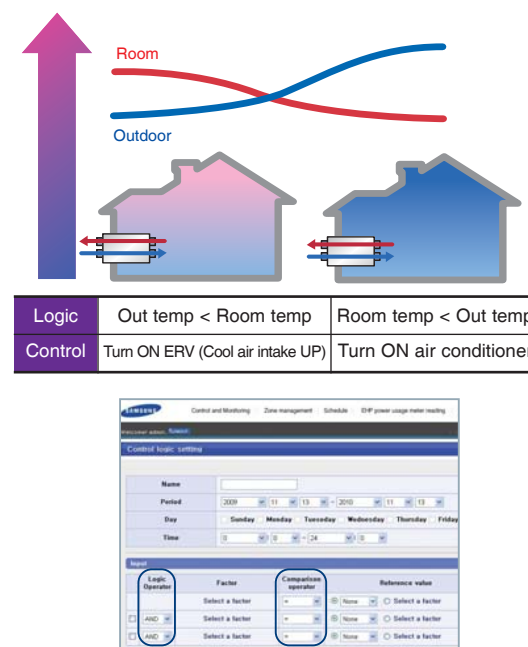 Room
Outdoor
Logic Out temp < Room temp Room temp < Out temp
Control Turn ON ERV (Cool air intake UP) Turn ON air conditioner
SAMSUNG Control and Monitoring Zone management Schedule EHP power usage meter reading
Control logic setting
Name
Period 2009 11 13 ~ 2010 11 13
Day Sunday Monday Tuesday Wednesday Thursday Friday
Time 0 0 ~ 24 0
Input
Logic Operator Factor Comparison operator Reference value
Select a factor = None Select a factor
AND Select a factor = None Select a factor
AND Select a factor = None Select a factor